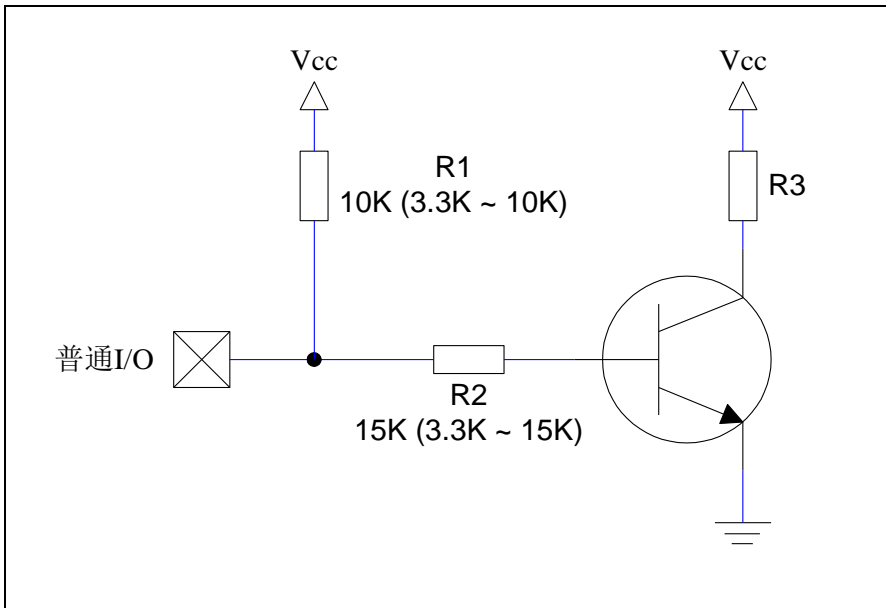 Vcc
Vcc
R1
10K (3.3K ~ 10K)
R3
普通I/O
R2
15K (3.3K ~ 15K)